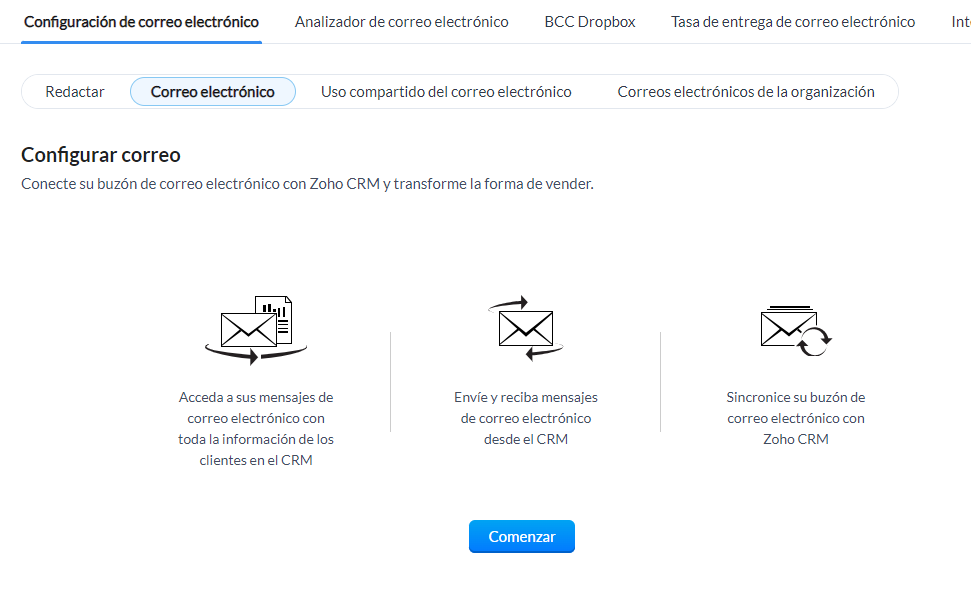 Configuración de correo electrónico Analizador de correo electrónico BCC Dropbox Tasa de entrega de correo electrónico Int
Redactar Correo electrónico Uso compartido del correo electrónico Correos electrónicos de la organización
Configurar correo
Conecte su buzón de correo electrónico con Zoho CRM y transforme la forma de vender.
Acceda a sus mensajes de
correo electrónico con
toda la información de los
clientes en el CRM
Envíe y reciba mensajes
de correo electrónico
desde el CRM
Sincronice su buzón de
correo electrónico con
Zoho CRM
Comenzar